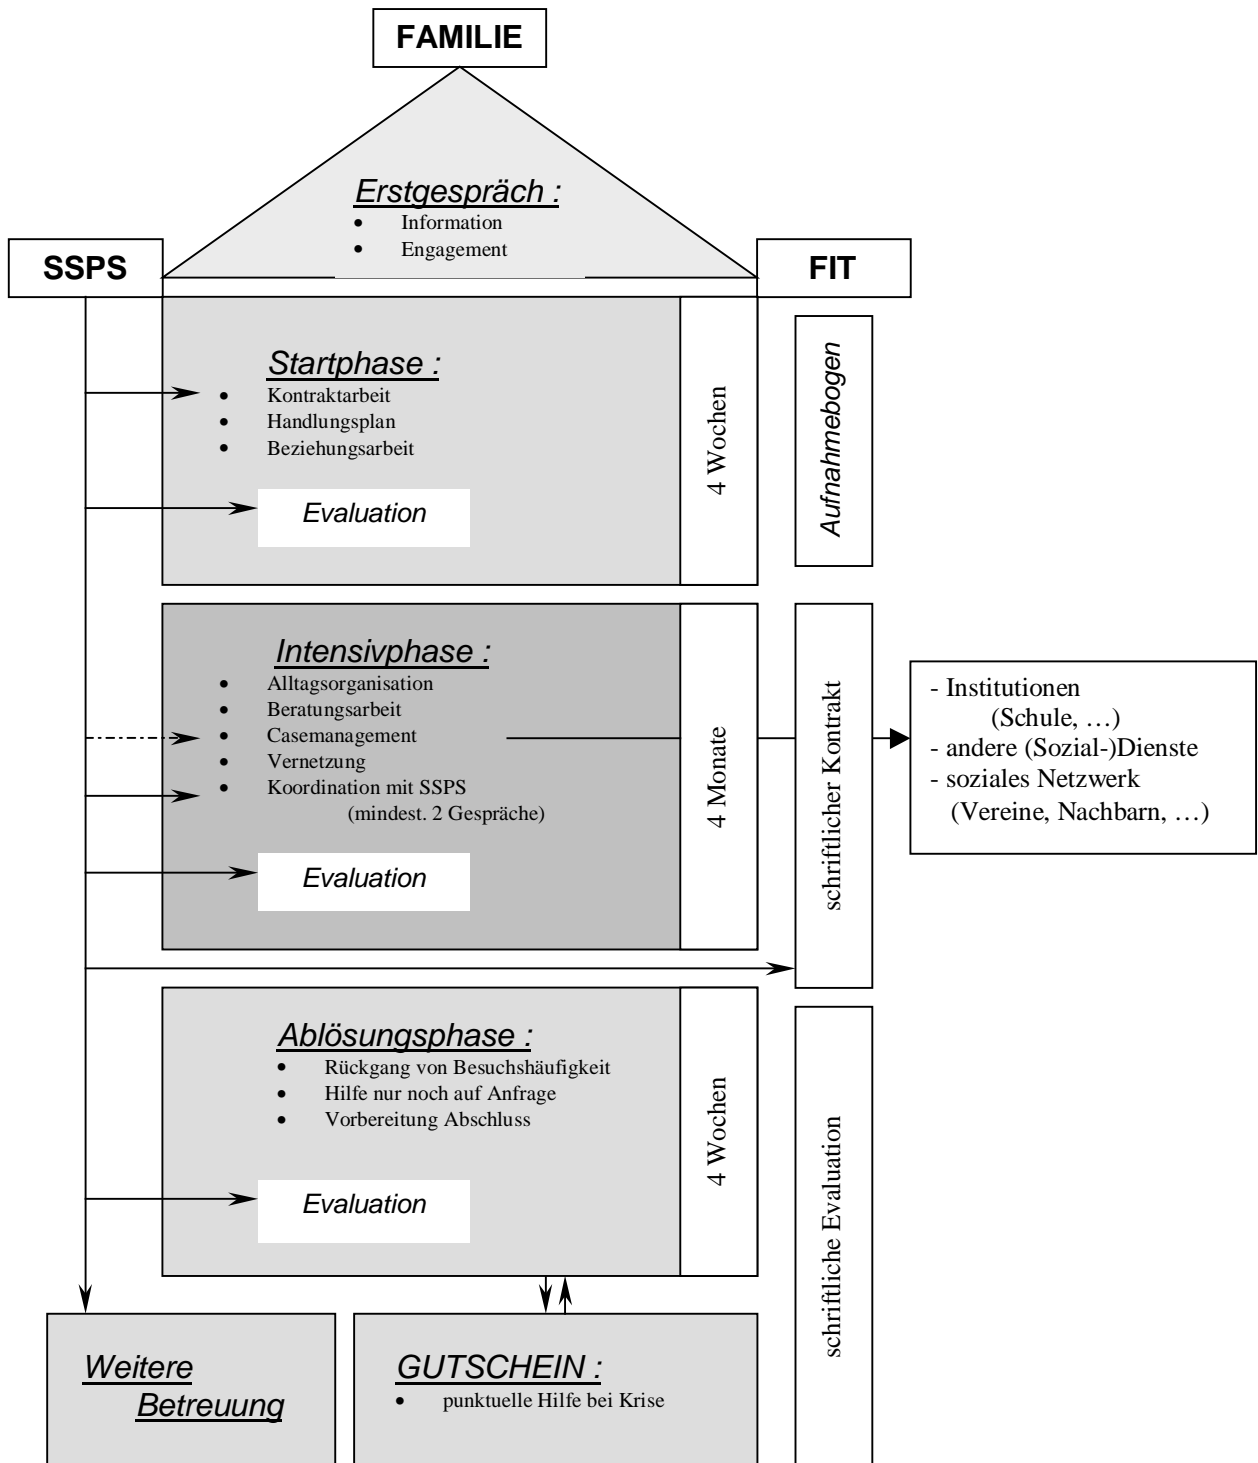 FAMILIE
Erstgespräch :
• Information
• Engagement
SSPS
FIT
Startphase :
• Kontraktarbeit
• Handlungsplan
• Beziehungsarbeit
Evaluation
4 Wochen
Aufnahmebogen
Intensivphase :
• Alltagsorganisation
• Beratungsarbeit
• Casemanagement
• Vernetzung
• Koordination mit SSPS
(mindest. 2 Gespräche)
Evaluation
4 Monate
schriftlicher Kontrakt
- Institutionen
(Schule, …)
- andere (Sozial-)Dienste
- soziales Netzwerk
(Vereine, Nachbarn, …)
Ablösungsphase :
• Rückgang von Besuchshäufigkeit
• Hilfe nur noch auf Anfrage
• Vorbereitung Abschluss
Evaluation
4 Wochen
schriftliche Evaluation
Weitere
Betreuung
GUTSCHEIN :
• punktuelle Hilfe bei Krise